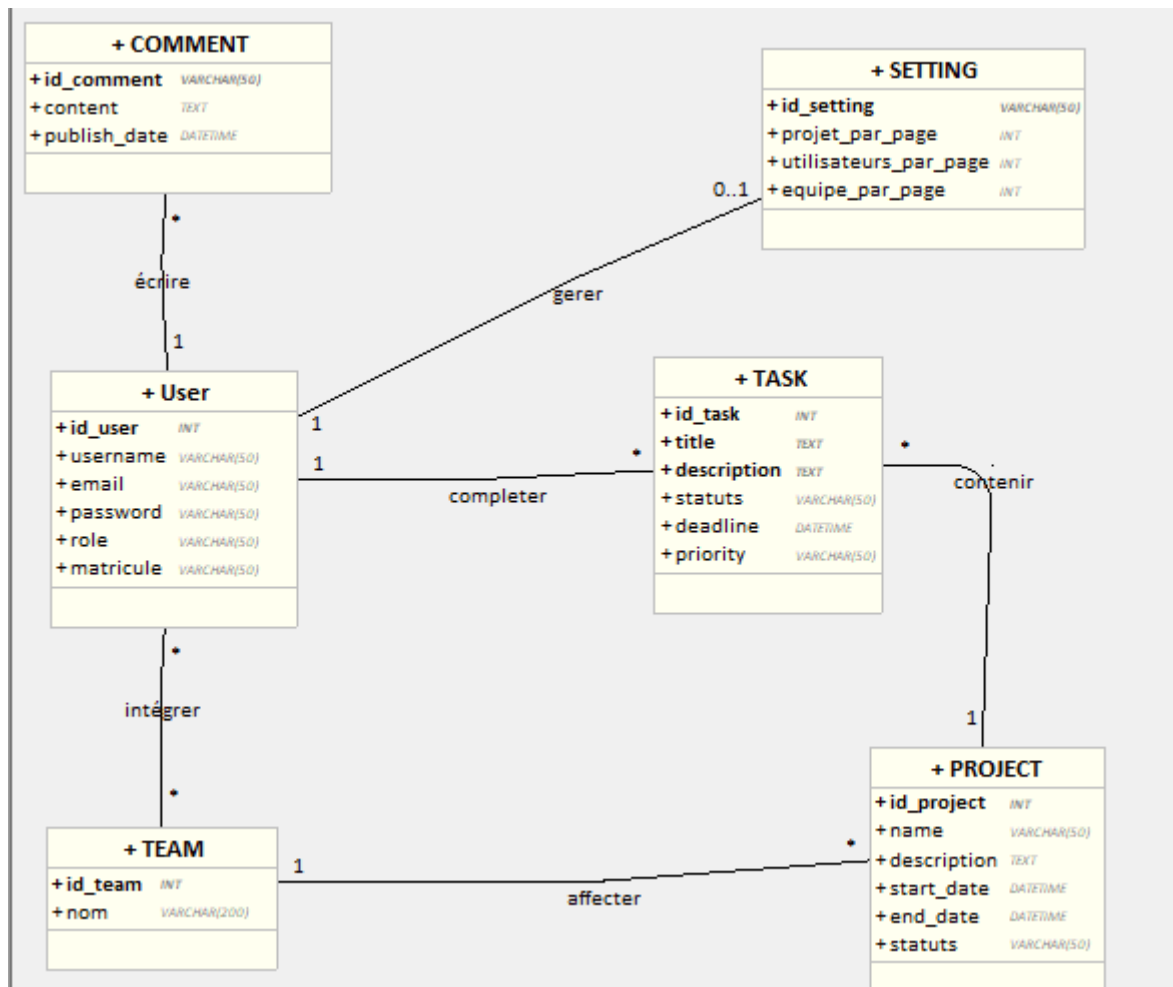 + COMMENT
+id_comment VARCHAR(50)
+content TEXT
+publish_date DATETIME
+ SETTING
+id_setting VARCHAR(50)
+projet_par_page INT
+utilisateurs_par_page INT
+equipe_par_page INT
0..1
*
écrire
gerer
1
+ User
+id_user INT
+username VARCHAR(50)
+email VARCHAR(50)
+password VARCHAR(50)
+role VARCHAR(50)
+matricule VARCHAR(50)
1
1
*
completer
+ TASK
+id_task INT
+title TEXT
+description TEXT
+statuts VARCHAR(50)
+deadline DATETIME
+priority VARCHAR(50)
*
contenir
1
*
intégrer
*
+ TEAM
+id_team INT
+nom VARCHAR(200)
1
*
affecter
+ PROJECT
+id_project INT
+name VARCHAR(50)
+description TEXT
+start_date DATETIME
+end_date DATETIME
+statuts VARCHAR(50)